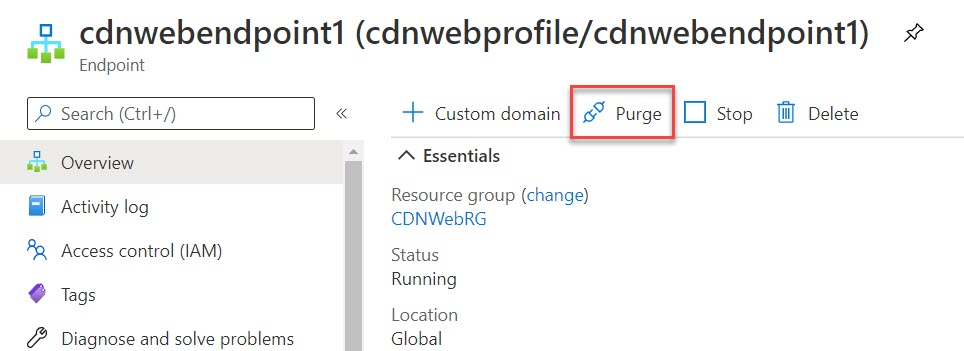 cdnwebendpoint1 (cdnwebprofile/cdnwebendpoint1)
Endpoint
Search (Ctrl+/)
«
Overview
Activity log
Access control (IAM)
Tags
Diagnose and solve problems
Custom domain
Purge
Stop
Delete
Essentials
Resource group (change)
CDNWebRG
Status
Running
Location
Global